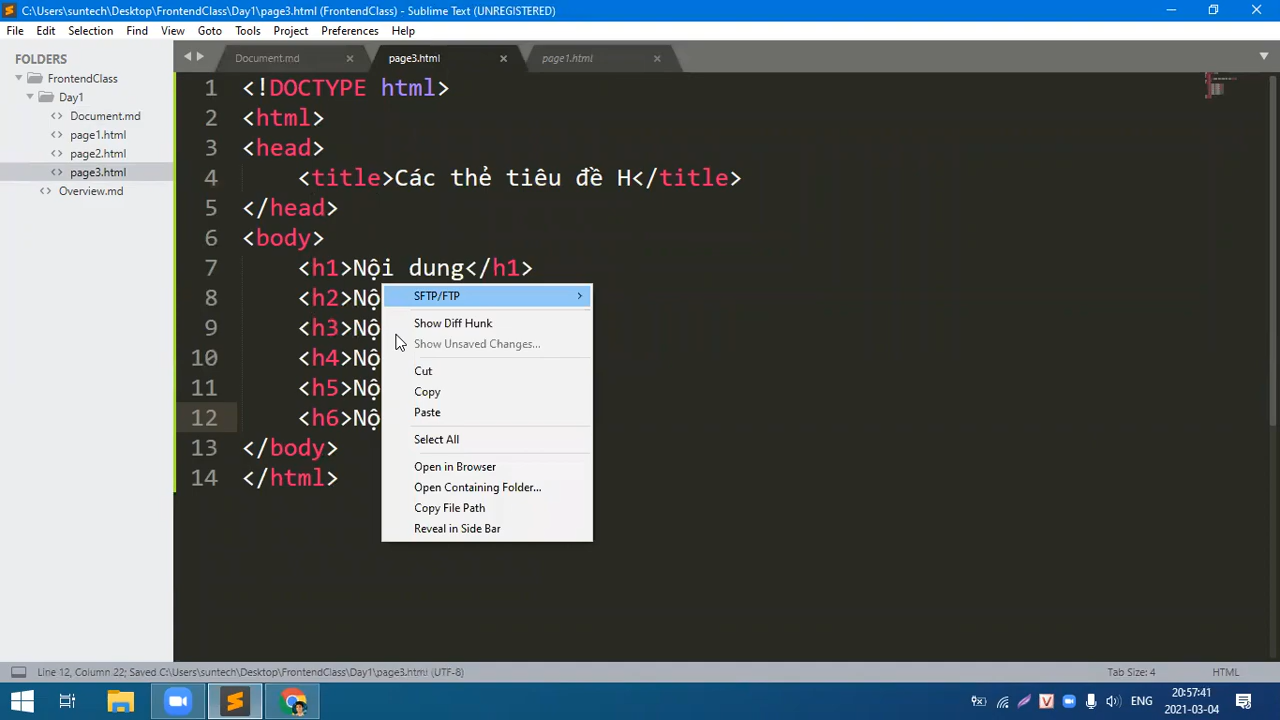 C:\Users\suntech\Desktop\FrontendClass\Day1\page3.html (FrontendClass) - Sublime Text (UNREGISTERED)
File Edit Selection Find View Goto Tools Project Preferences Help
FOLDERS
FrontendClass
Day1
Document.md
page1.html
page2.html
page3.html
Overview.md
Document.md page3.html page1.html
1 <!DOCTYPE html>
2 <html>
3 <head>
4 <title>Các thẻ tiêu đề H</title>
5 </head>
6 <body>
7 <h1>Nội dung</h1>
8 <h2>Nộ
9 <h3>Nộ
10 <h4>Nộ
11 <h5>Nộ
12 <h6>Nộ
13 </body>
14 </html>
SFTP/FTP
Show Diff Hunk
Show Unsaved Changes...
Cut
Copy
Paste
Select All
Open in Browser
Open Containing Folder...
Copy File Path
Reveal in Side Bar
Line 12, Column 22; Saved C:\Users\suntech\Desktop\FrontendClass\Day1\page3.html (UTF-8) Tab Size: 4 HTML
ENG
20:57:41
2021-03-04